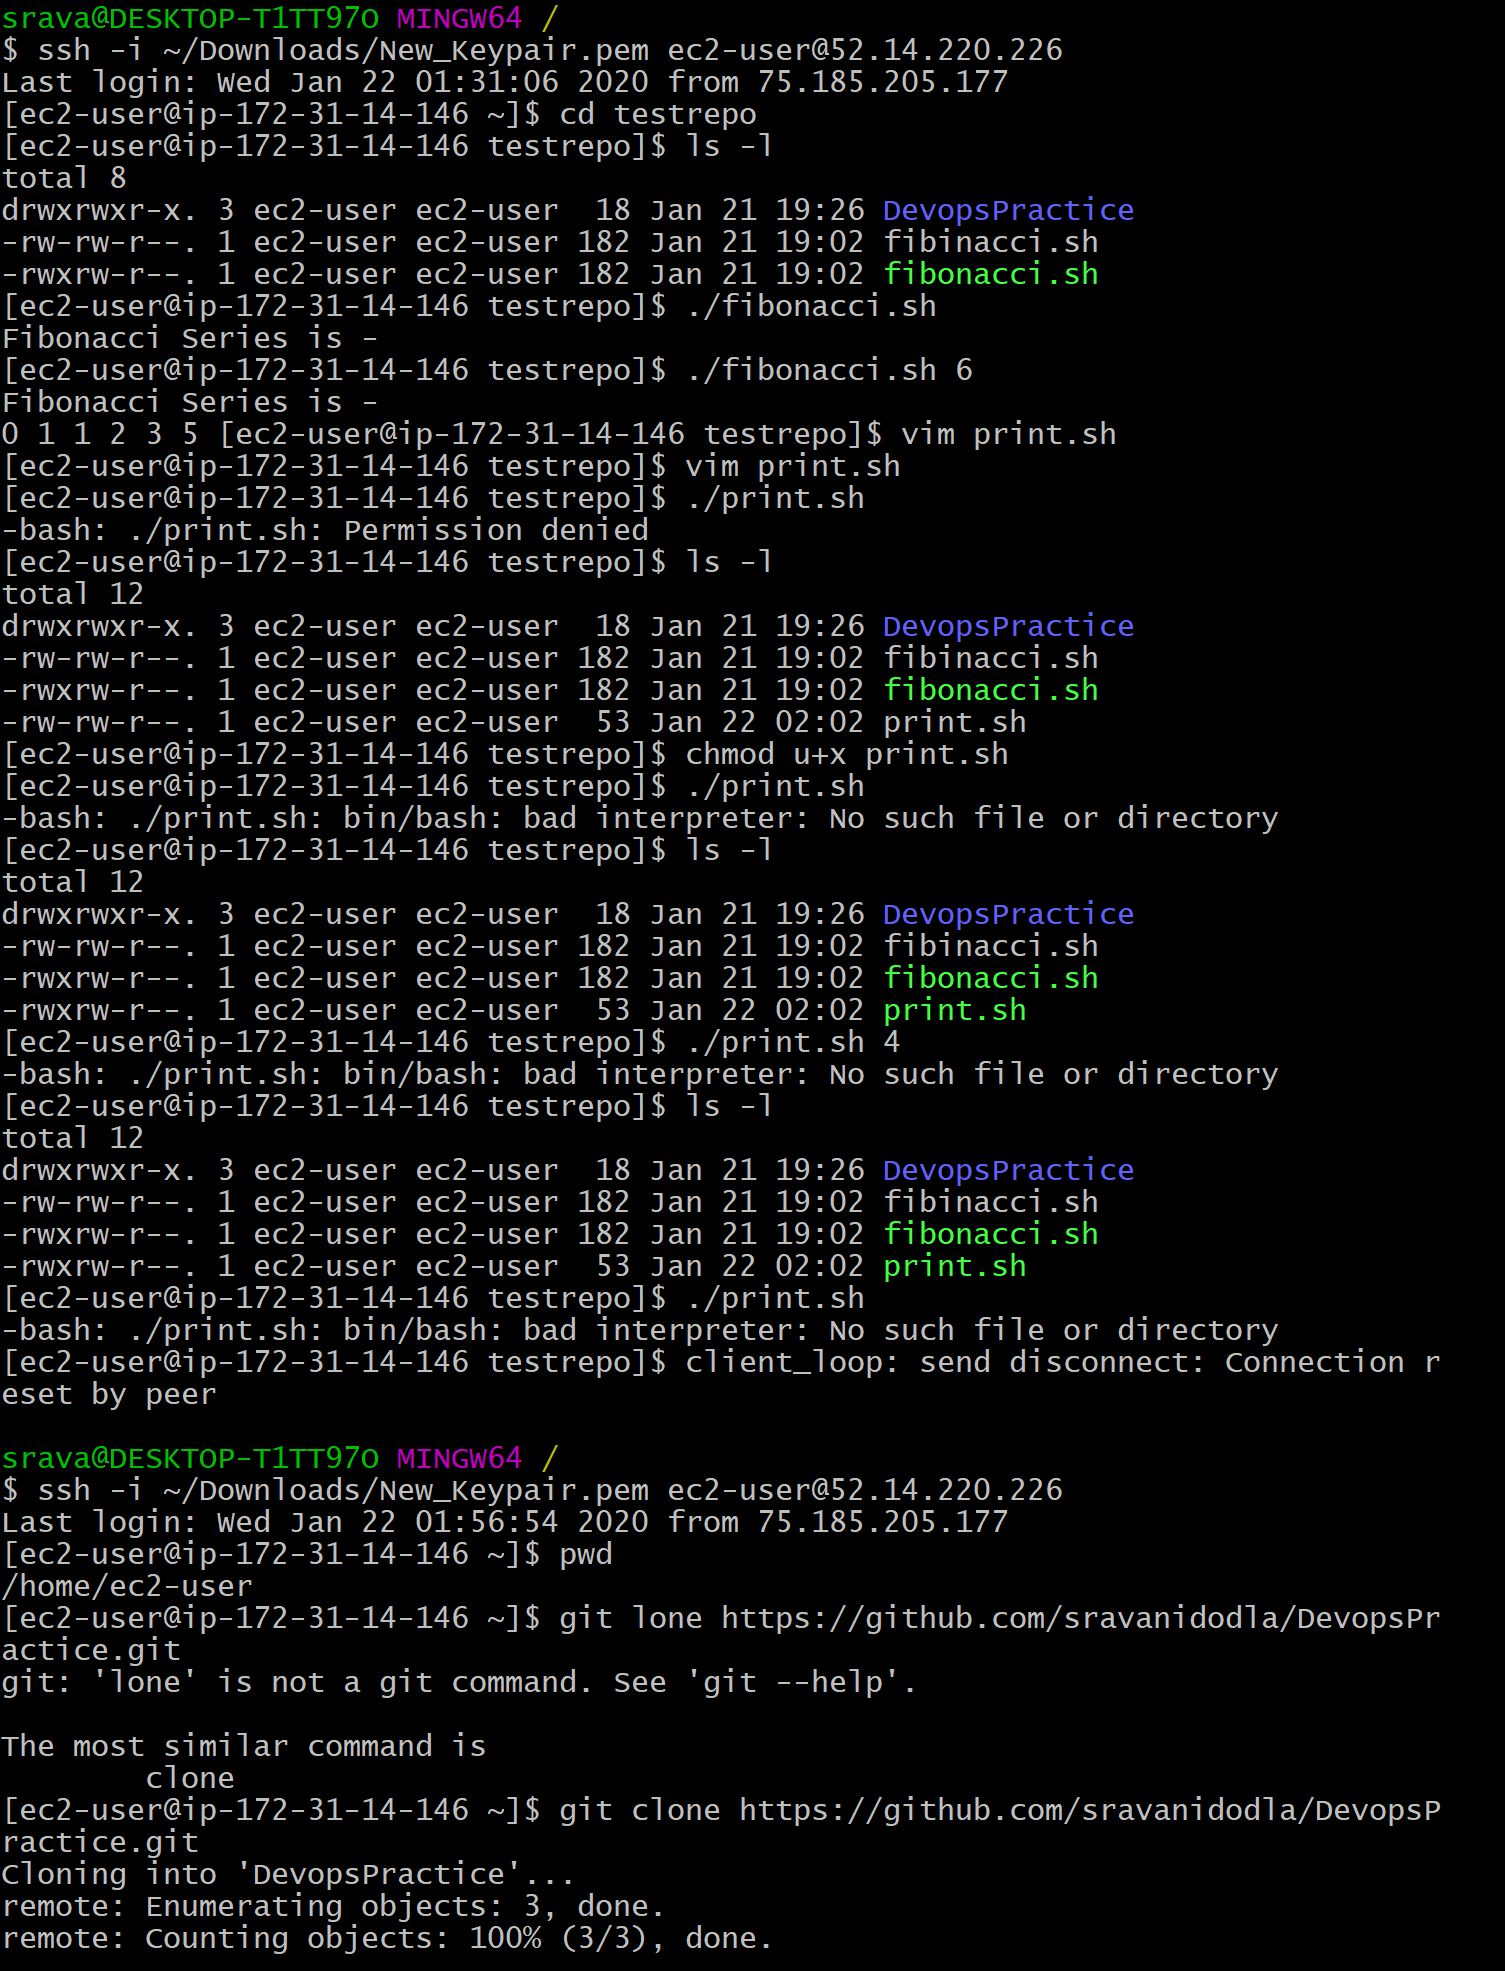 srava@DESKTOP-T1TT97O MINGW64 /
$ ssh -i ~/Downloads/New_Keypair.pem ec2-user@52.14.220.226
Last login: Wed Jan 22 01:31:06 2020 from 75.185.205.177
[ec2-user@ip-172-31-14-146 ~]$ cd testrepo
[ec2-user@ip-172-31-14-146 testrepo]$ ls -l
total 8
drwxrwxr-x. 3 ec2-user ec2-user  18 Jan 21 19:26 DevopsPractice
-rw-rw-r--. 1 ec2-user ec2-user 182 Jan 21 19:02 fibinacci.sh
-rwxrw-r--. 1 ec2-user ec2-user 182 Jan 21 19:02 fibonacci.sh
[ec2-user@ip-172-31-14-146 testrepo]$ ./fibonacci.sh
Fibonacci Series is -
[ec2-user@ip-172-31-14-146 testrepo]$ ./fibonacci.sh 6
Fibonacci Series is -
0 1 1 2 3 5 [ec2-user@ip-172-31-14-146 testrepo]$ vim print.sh
[ec2-user@ip-172-31-14-146 testrepo]$ vim print.sh
[ec2-user@ip-172-31-14-146 testrepo]$ ./print.sh
-bash: ./print.sh: Permission denied
[ec2-user@ip-172-31-14-146 testrepo]$ ls -l
total 12
drwxrwxr-x. 3 ec2-user ec2-user  18 Jan 21 19:26 DevopsPractice
-rw-rw-r--. 1 ec2-user ec2-user 182 Jan 21 19:02 fibinacci.sh
-rwxrw-r--. 1 ec2-user ec2-user 182 Jan 21 19:02 fibonacci.sh
-rw-rw-r--. 1 ec2-user ec2-user  53 Jan 22 02:02 print.sh
[ec2-user@ip-172-31-14-146 testrepo]$ chmod u+x print.sh
[ec2-user@ip-172-31-14-146 testrepo]$ ./print.sh
-bash: ./print.sh: bin/bash: bad interpreter: No such file or directory
[ec2-user@ip-172-31-14-146 testrepo]$ ls -l
total 12
drwxrwxr-x. 3 ec2-user ec2-user  18 Jan 21 19:26 DevopsPractice
-rw-rw-r--. 1 ec2-user ec2-user 182 Jan 21 19:02 fibinacci.sh
-rwxrw-r--. 1 ec2-user ec2-user 182 Jan 21 19:02 fibonacci.sh
-rwxrw-r--. 1 ec2-user ec2-user  53 Jan 22 02:02 print.sh
[ec2-user@ip-172-31-14-146 testrepo]$ ./print.sh 4
-bash: ./print.sh: bin/bash: bad interpreter: No such file or directory
[ec2-user@ip-172-31-14-146 testrepo]$ ls -l
total 12
drwxrwxr-x. 3 ec2-user ec2-user  18 Jan 21 19:26 DevopsPractice
-rw-rw-r--. 1 ec2-user ec2-user 182 Jan 21 19:02 fibinacci.sh
-rwxrw-r--. 1 ec2-user ec2-user 182 Jan 21 19:02 fibonacci.sh
-rwxrw-r--. 1 ec2-user ec2-user  53 Jan 22 02:02 print.sh
[ec2-user@ip-172-31-14-146 testrepo]$ ./print.sh
-bash: ./print.sh: bin/bash: bad interpreter: No such file or directory
[ec2-user@ip-172-31-14-146 testrepo]$ client_loop: send disconnect: Connection r
eset by peer
srava@DESKTOP-T1TT97O MINGW64 /
$ ssh -i ~/Downloads/New_Keypair.pem ec2-user@52.14.220.226
Last login: Wed Jan 22 01:56:54 2020 from 75.185.205.177
[ec2-user@ip-172-31-14-146 ~]$ pwd
/home/ec2-user
[ec2-user@ip-172-31-14-146 ~]$ git lone https://github.com/sravanidodla/DevopsPr
actice.git
git: 'lone' is not a git command. See 'git --help'.
The most similar command is
        clone
[ec2-user@ip-172-31-14-146 ~]$ git clone https://github.com/sravanidodla/DevopsP
ractice.git
Cloning into 'DevopsPractice'...
remote: Enumerating objects: 3, done.
remote: Counting objects: 100% (3/3), done.